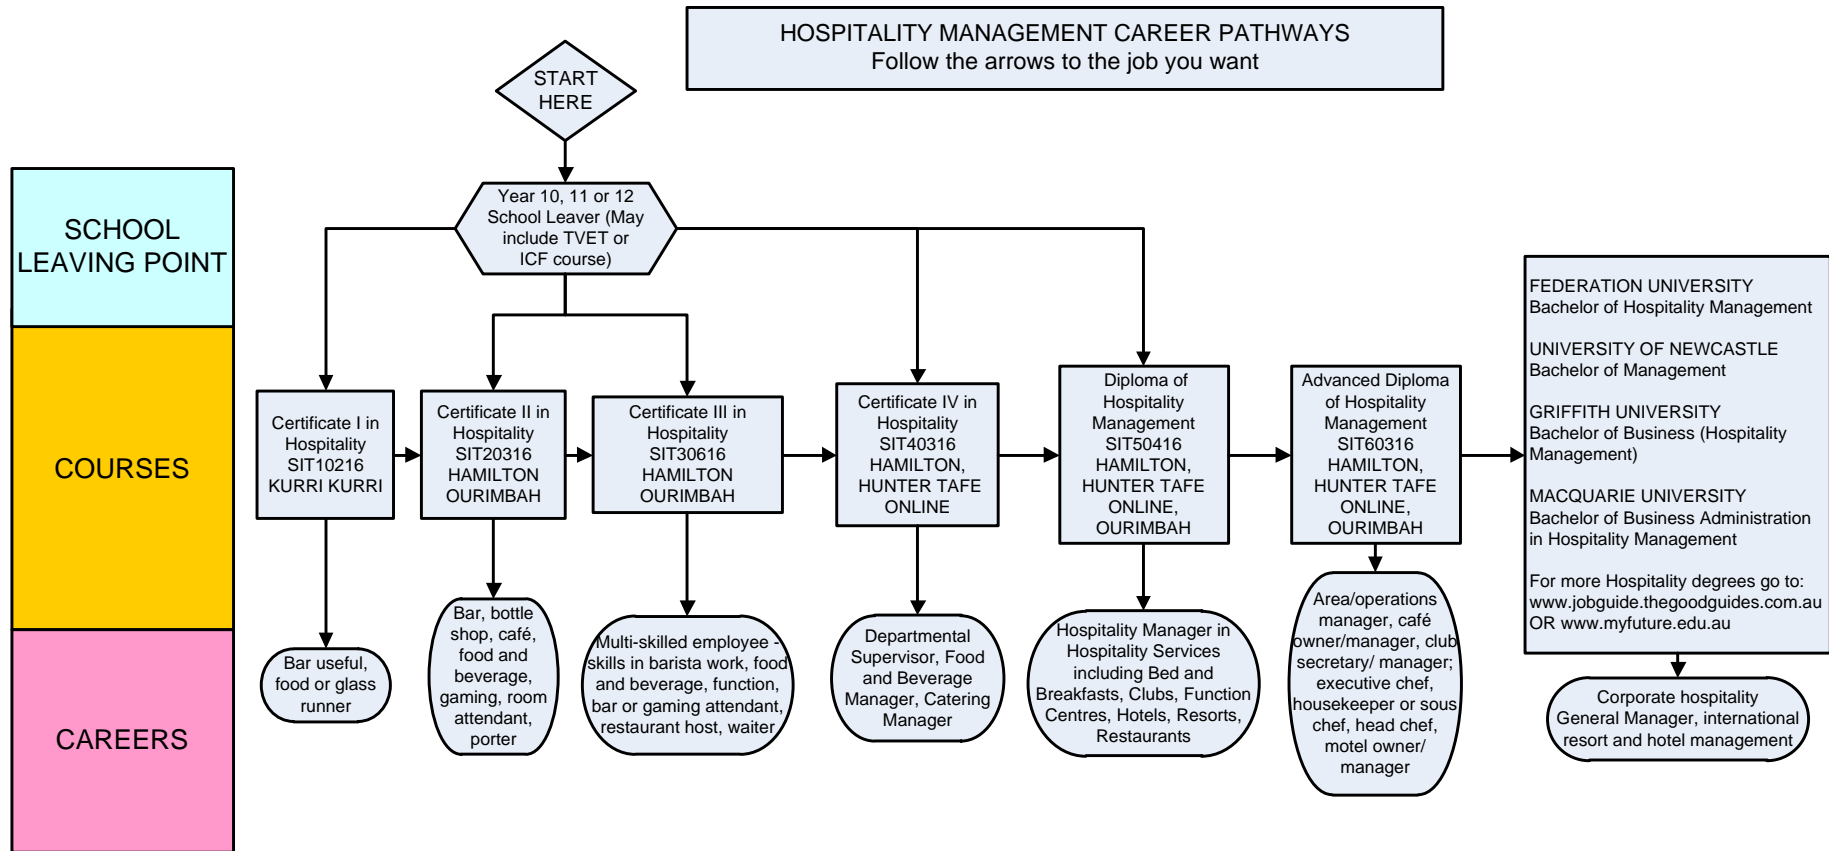 HOSPITALITY MANAGEMENT CAREER PATHWAYS
Follow the arrows to the job you want
START
HERE
SCHOOL
LEAVING POINT
Year 10, 11 or 12
School Leaver (May
include TVET or
ICF course)
COURSES
Certificate I in
Hospitality
SIT10216
KURRI KURRI
Certificate II in
Hospitality
SIT20316
HAMILTON
OURIMBAH
Certificate III in
Hospitality
SIT30616
HAMILTON
OURIMBAH
Certificate IV in
Hospitality
SIT40316
HAMILTON,
HUNTER TAFE
ONLINE
Diploma of
Hospitality
Management
SIT50416
HAMILTON,
HUNTER TAFE
ONLINE,
OURIMBAH
Advanced Diploma
of Hospitality
Management
SIT60316
HAMILTON,
HUNTER TAFE
ONLINE,
OURIMBAH
FEDERATION UNIVERSITY
Bachelor of Hospitality Management
UNIVERSITY OF NEWCASTLE
Bachelor of Management
GRIFFITH UNIVERSITY
Bachelor of Business (Hospitality
Management)
MACQUARIE UNIVERSITY
Bachelor of Business Administration
in Hospitality Management
For more Hospitality degrees go to:
www.jobguide.thegoodguides.com.au
OR www.myfuture.edu.au
CAREERS
Bar useful,
food or glass
runner
Bar, bottle
shop, café,
food and
beverage,
gaming, room
attendant,
porter
Multi-skilled employee -
skills in barista work, food
and beverage, function,
bar or gaming attendant,
restaurant host, waiter
Departmental
Supervisor, Food
and Beverage
Manager, Catering
Manager
Hospitality Manager in
Hospitality Services
including Bed and
Breakfasts, Clubs, Function
Centres, Hotels, Resorts,
Restaurants
Area/operations
manager, café
owner/manager, club
secretary/ manager;
executive chef,
housekeeper or sous
chef, head chef,
motel owner/
manager
Corporate hospitality
General Manager, international
resort and hotel management